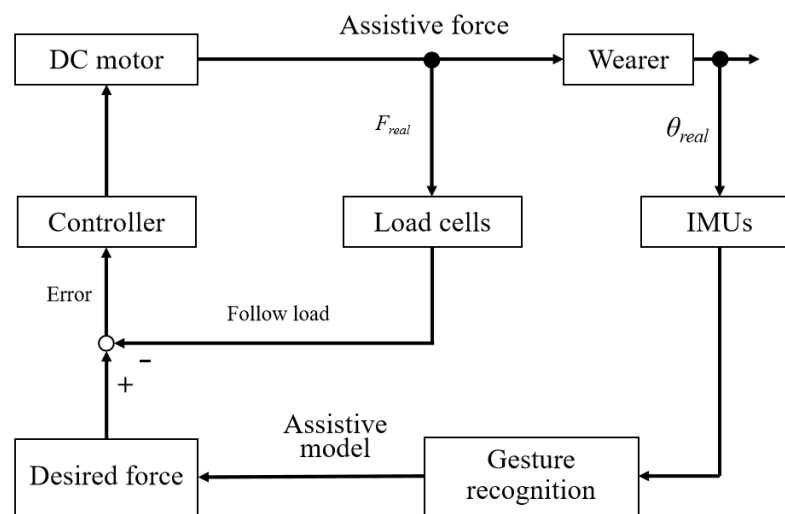 Assistive force
DC motor
Wearer
F_real
θ_real
Controller
Load cells
IMUs
Error
Follow load
-
+
Assistive
model
Desired force
Gesture
recognition